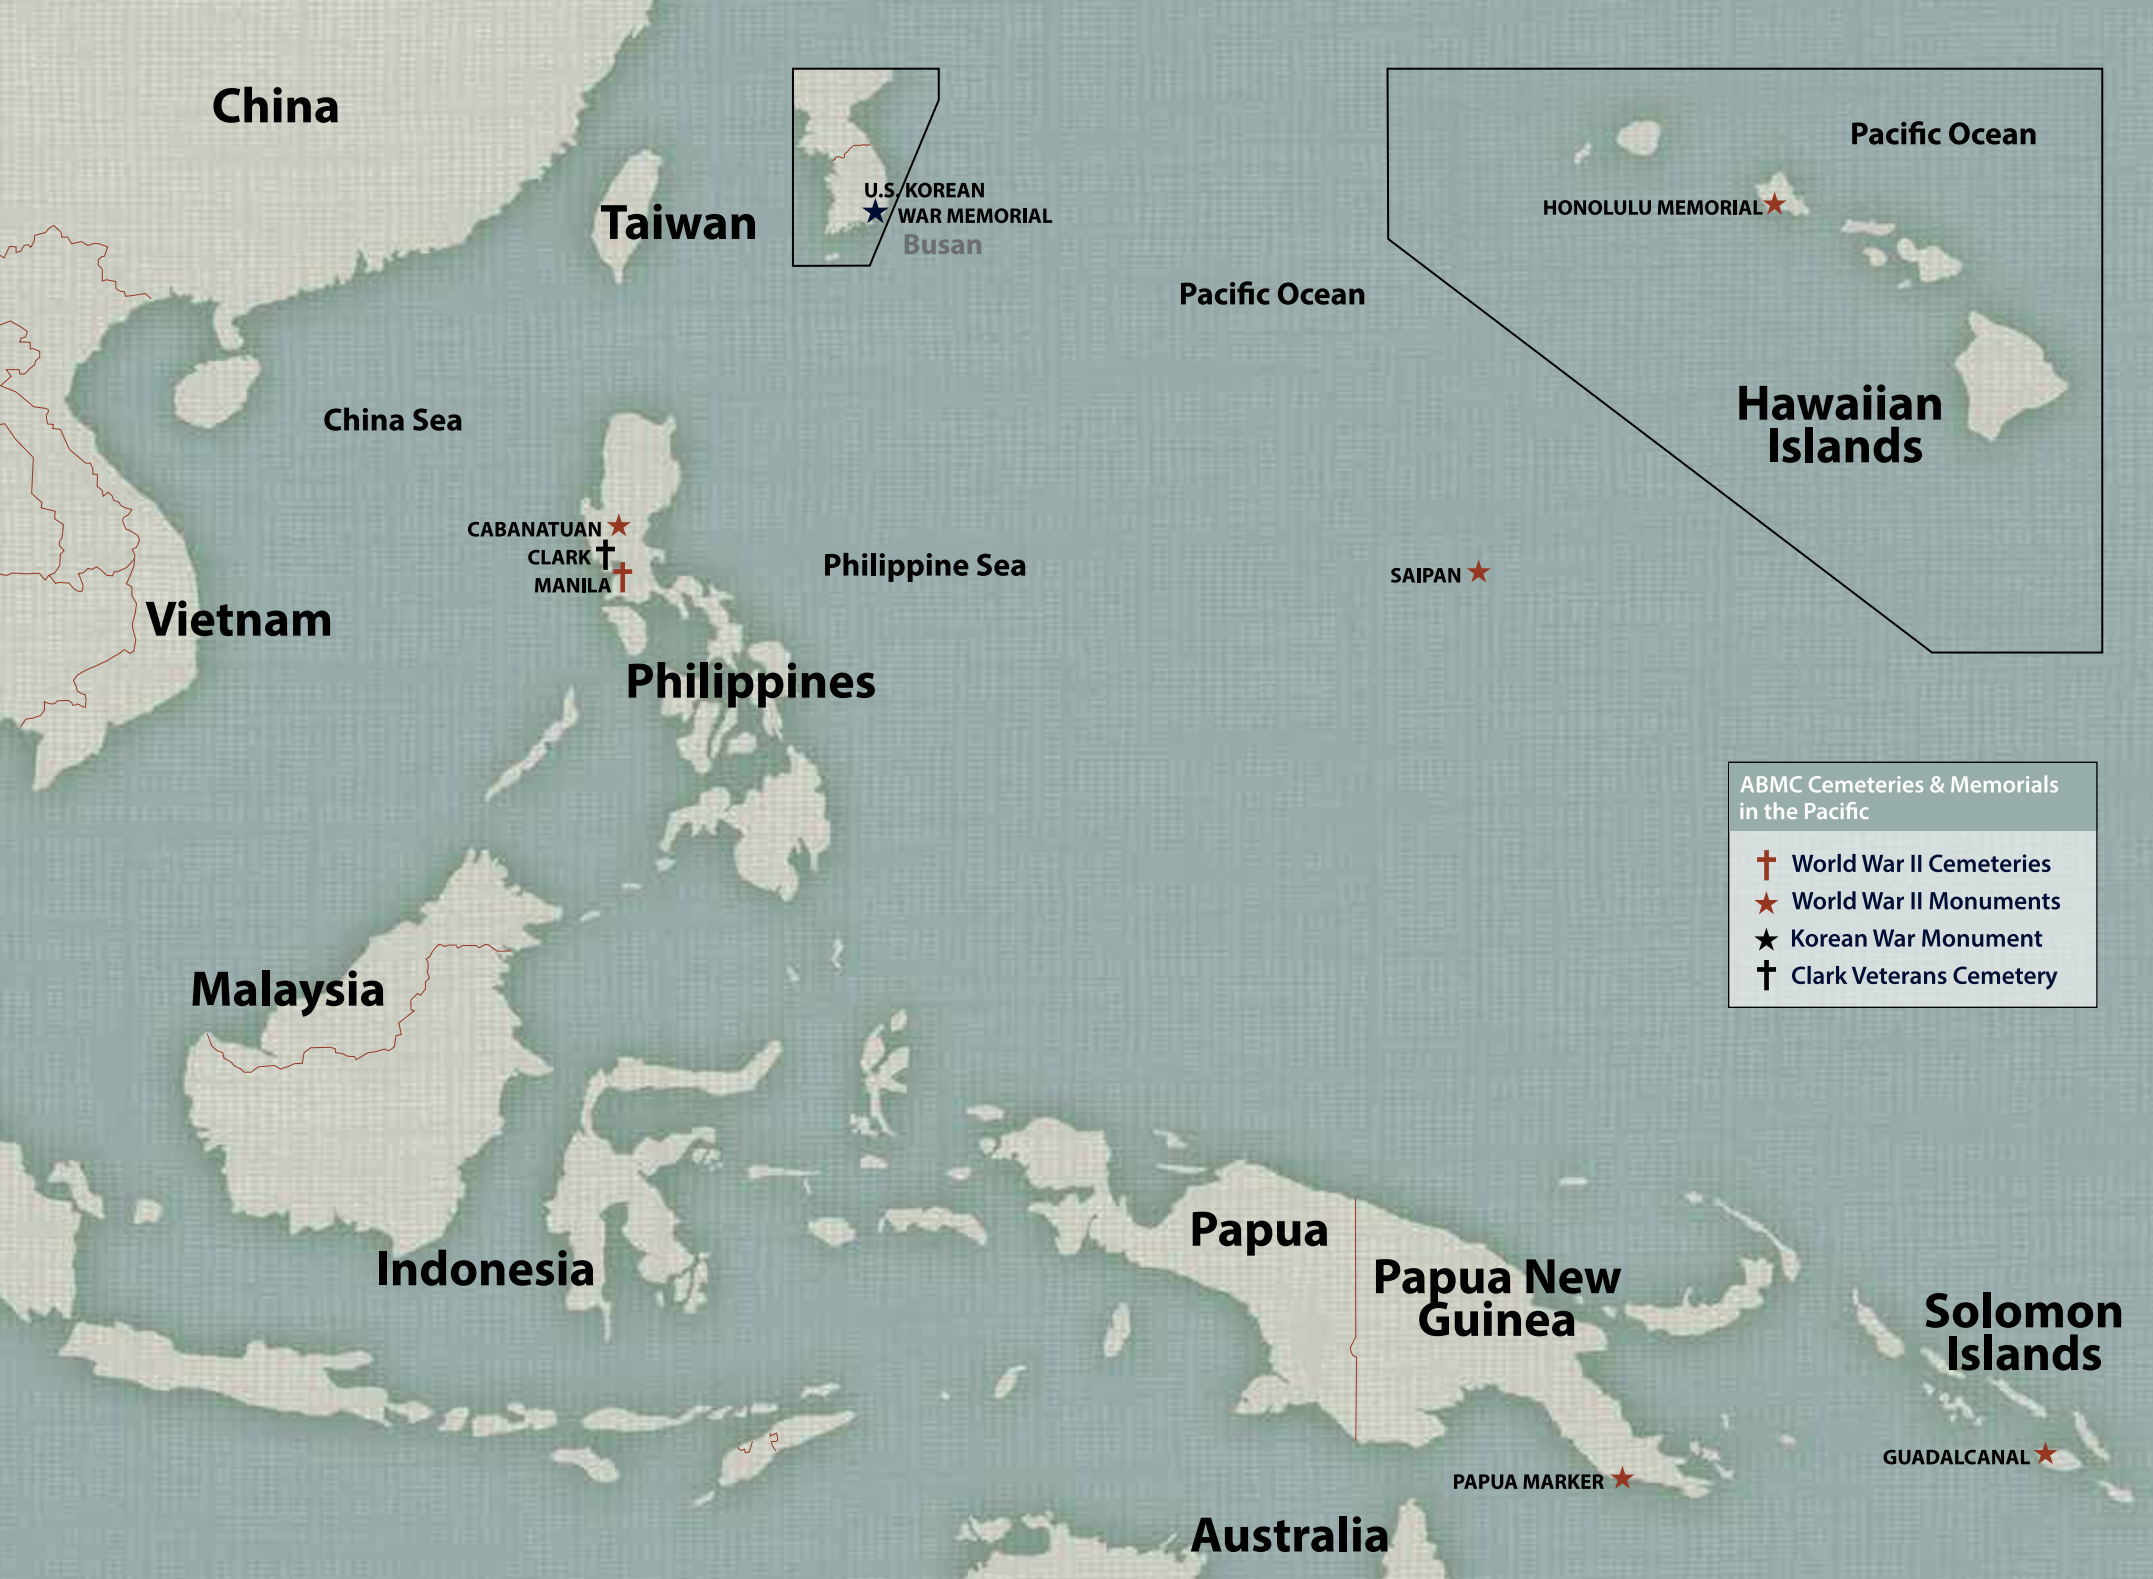 China
Taiwan
U.S. KOREAN
WAR MEMORIAL
Busan
Pacific Ocean
HONOLULU MEMORIAL
Pacific Ocean
Hawaiian
Islands
China Sea
CABANATUAN
CLARK
MANILA
Philippine Sea
SAIPAN
Vietnam
Philippines
ABMC Cemeteries & Memorials
in the Pacific
World War II Cemeteries
World War II Monuments
Korean War Monument
Clark Veterans Cemetery
Malaysia
Indonesia
Papua
Papua New
Guinea
Solomon
Islands
GUADALCANAL
PAPUA MARKER
Australia